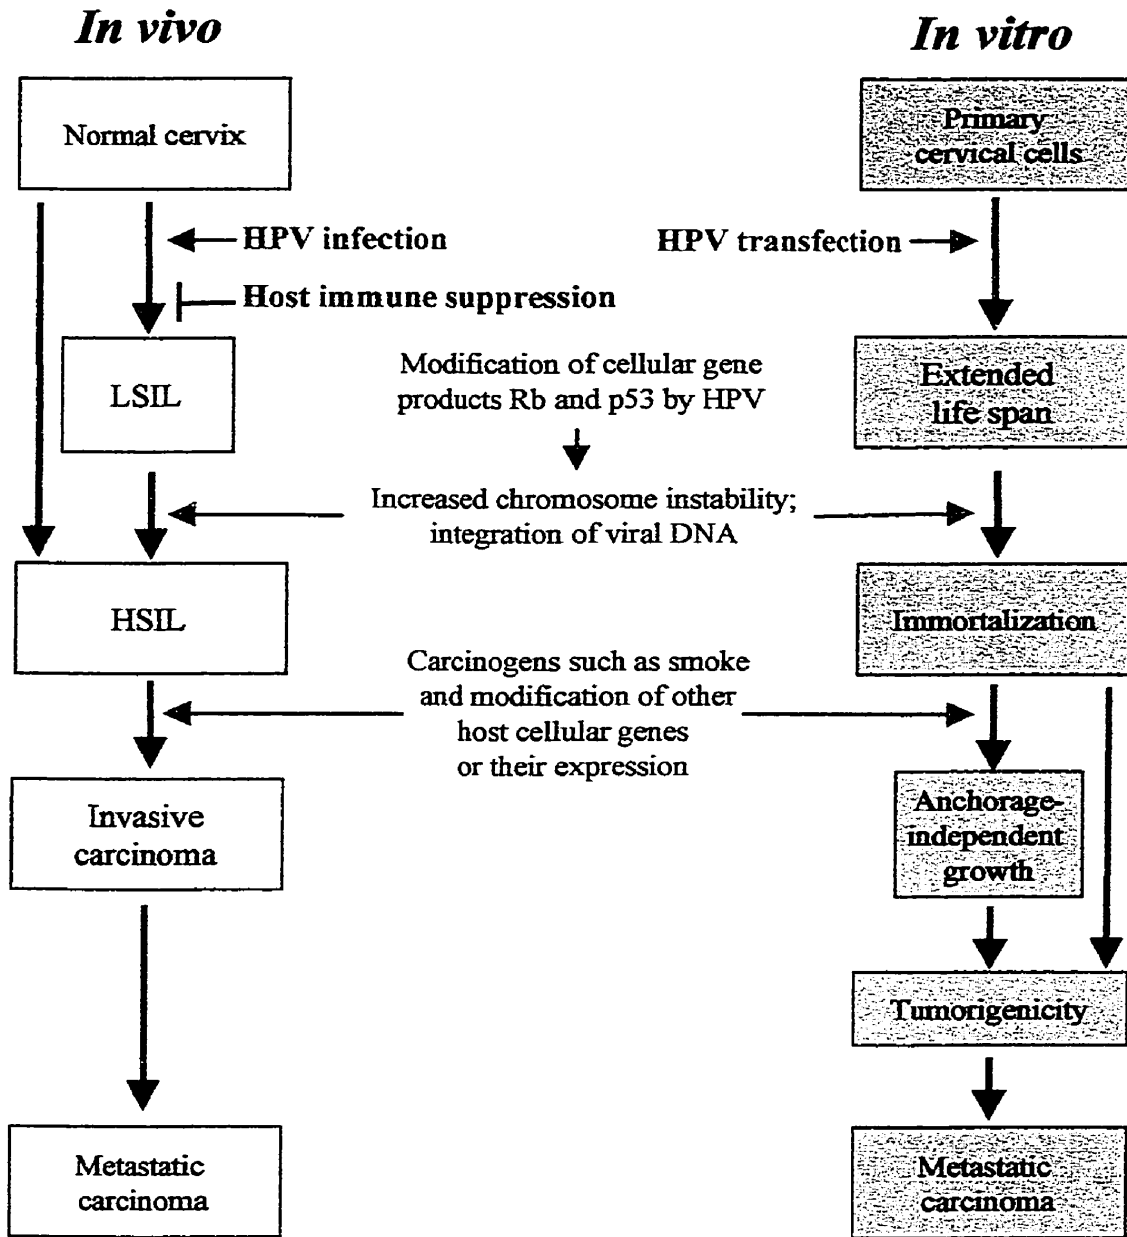 In vivo
In vitro
Normal cervix
Primary
cervical cells
HPV infection
HPV transfection
Host immune suppression
LSIL
Modification of cellular gene
products Rb and p53 by HPV
Extended
life span
Increased chromosome instability;
integration of viral DNA
HSIL
Immortalization
Carcinogens such as smoke
and modification of other
host cellular genes
or their expression
Invasive
carcinoma
Anchorage-
independent
growth
Tumorigenicity
Metastatic
carcinoma
Metastatic
carcinoma